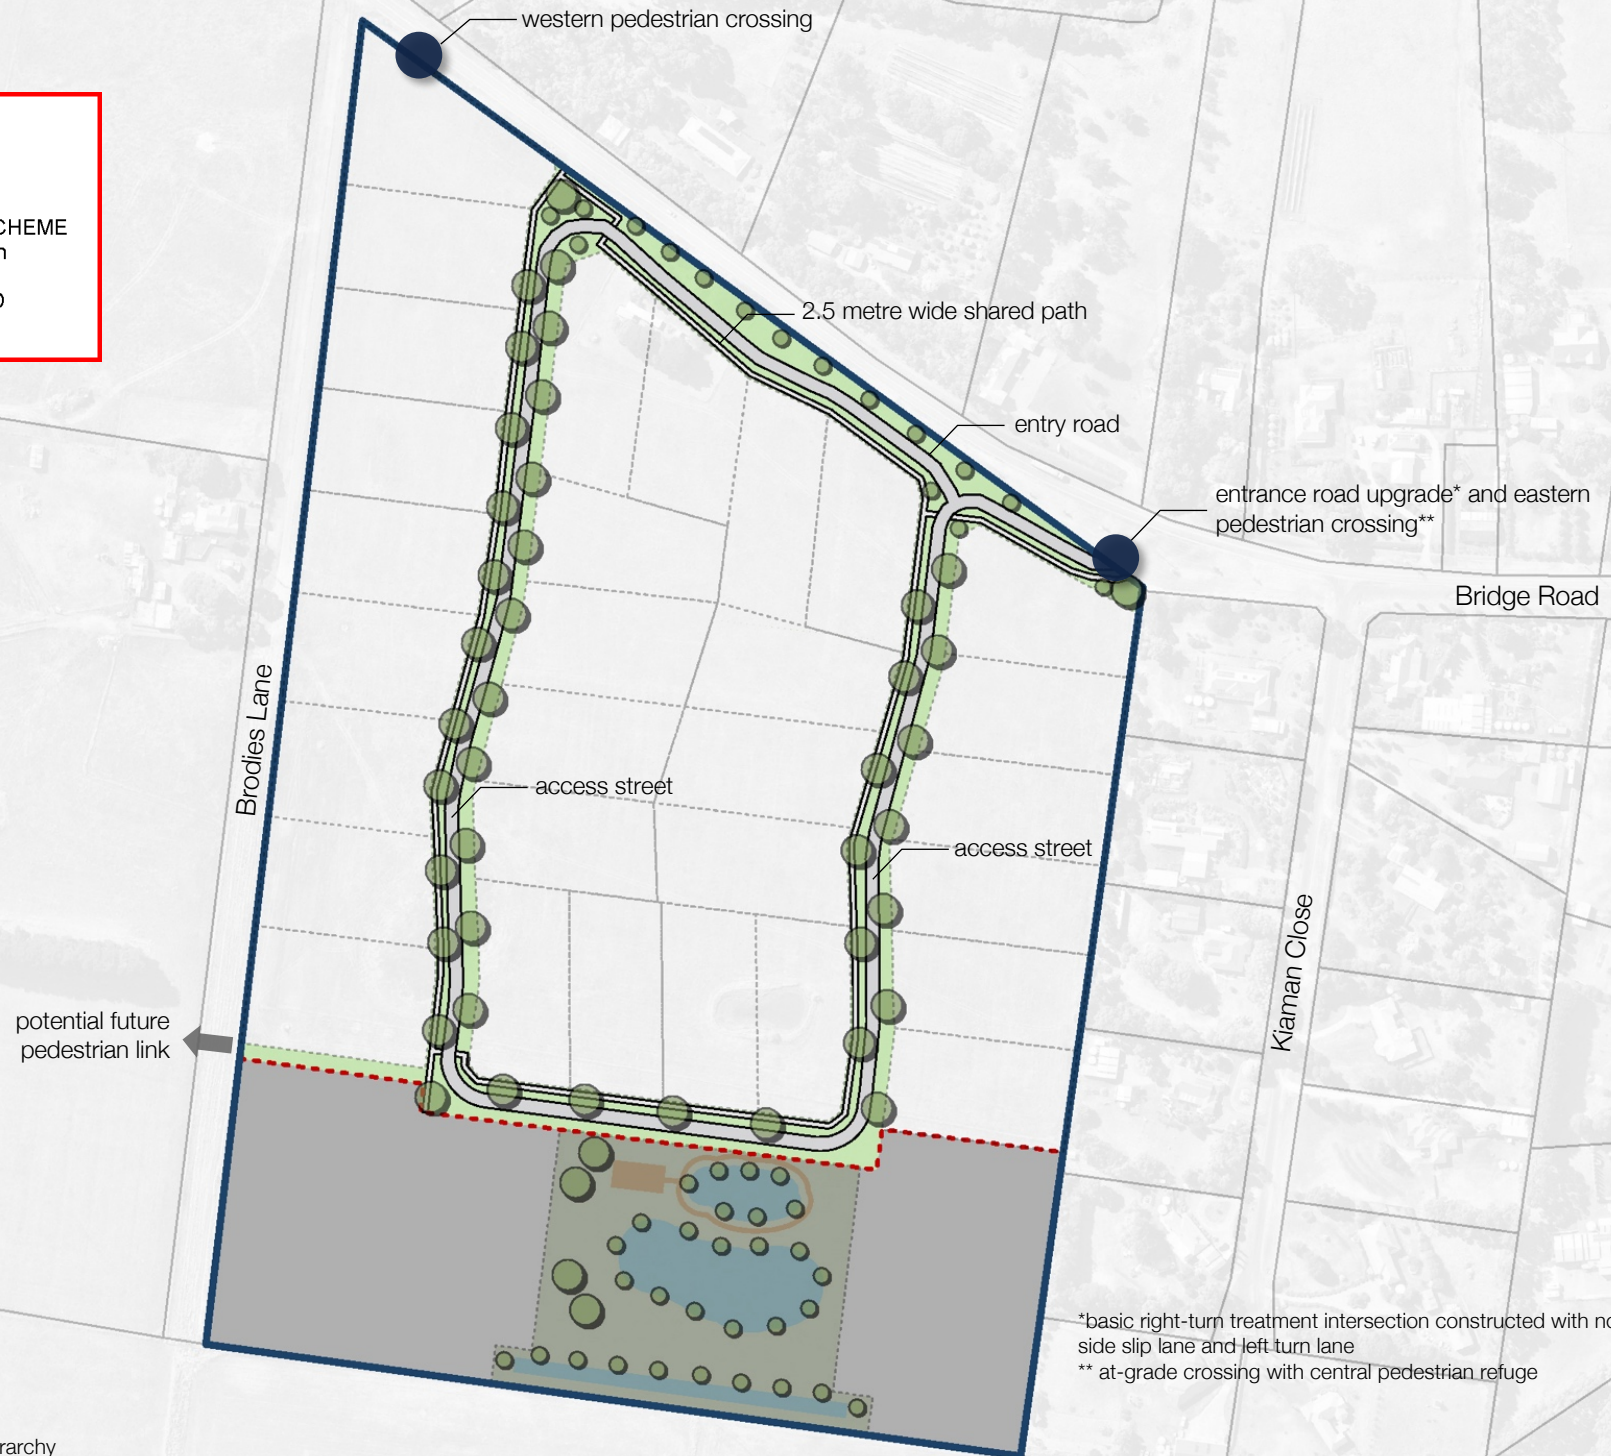 western pedestrian crossing
CHEME
2.5 metre wide shared path
entry road
entrance road upgrade* and eastern
pedestrian crossing**
Bridge Road
Brodies Lane
access street
access street
Kiaman Close
potential future
pedestrian link
*basic right-turn treatment intersection constructed with no
side slip lane and left turn lane
** at-grade crossing with central pedestrian refuge
rarchy